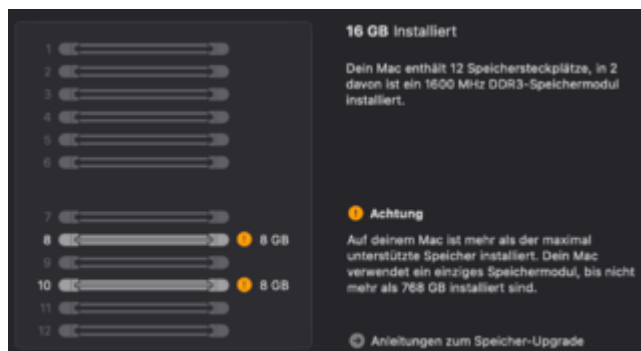 16 GB Installiert
Dein Mac enthält 12 Speichersteckplätze, in 2
davon ist ein 1600 MHz DDR3-Speichermodul
installiert.
1
2
3
4
5
6
7
8 8 GB
9
10 8 GB
11
12
Achtung
Auf deinem Mac ist mehr als der maximal
unterstützte Speicher installiert. Dein Mac
verwendet ein einziges Speichermodul, bis nicht
mehr als 768 GB installiert sind.
Anleitungen zum Speicher-Upgrade